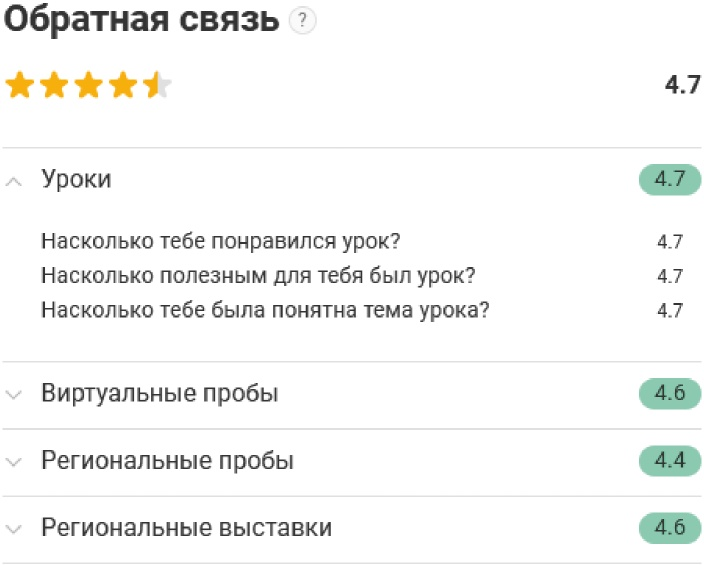 Обратная связь ?
4.7
Уроки 4.7
Насколько тебе понравился урок? 4.7
Насколько полезным для тебя был урок? 4.7
Насколько тебе была понятна тема урока? 4.7
Виртуальные пробы 4.6
Региональные пробы 4.4
Региональные выставки 4.6